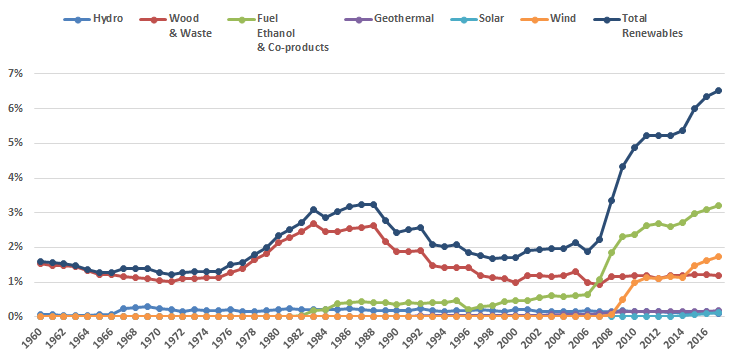 Hydro Wood Fuel Geothermal Solar Wind Total
& Waste Ethanol Renewables
& Co-products
7%
6%
5%
4%
3%
2%
1%
0%
1960 1962 1964 1966 1968 1970 1972 1974 1976 1978 1980 1982 1984 1986 1988 1990 1992 1994 1996 1998 2000 2002 2004 2006 2008 2010 2012 2014 2016